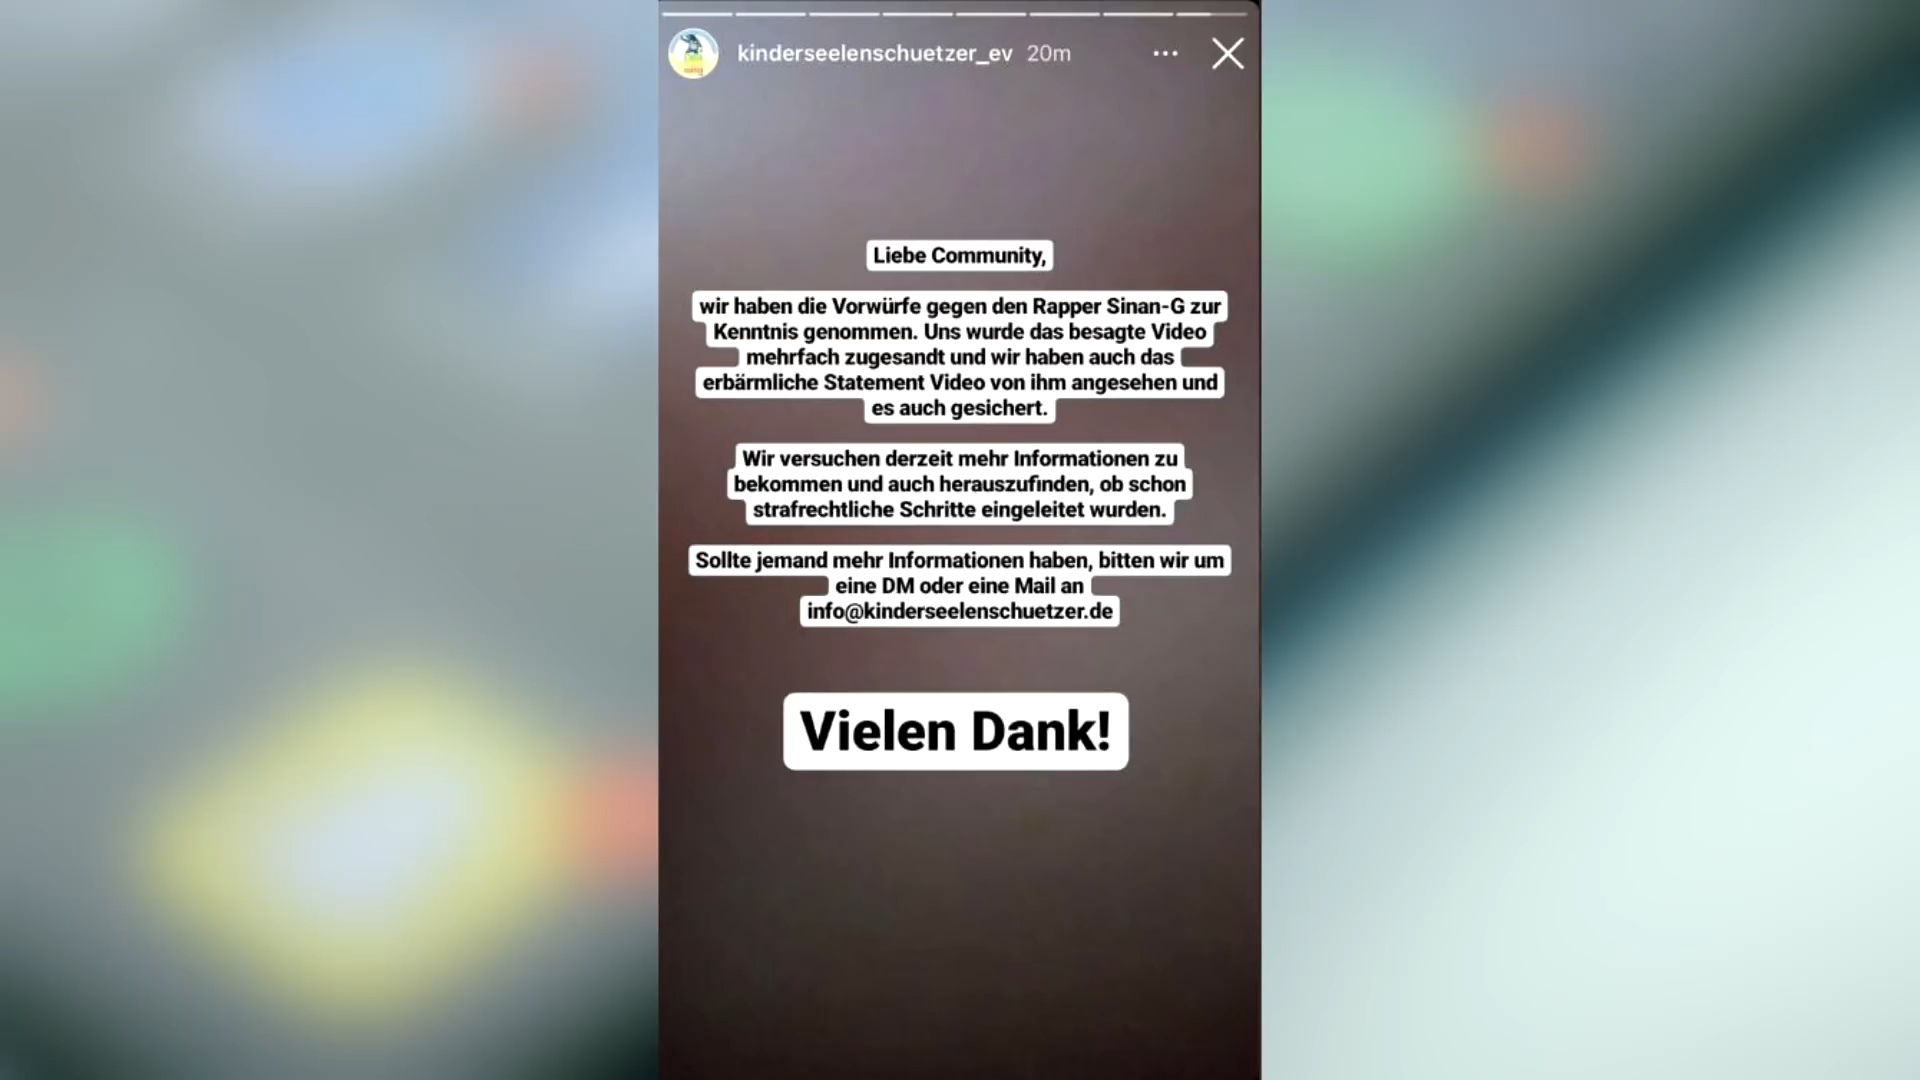 kinderseelenschuetzer_ev 20m
Liebe Community,
wir haben die Vorwürfe gegen den Rapper Sinan-G zur
Kenntnis genommen. Uns wurde das besagte Video
mehrfach zugesandt und wir haben auch das
erbärmliche Statement Video von ihm angesehen und
es auch gesichert.
Wir versuchen derzeit mehr Informationen zu
bekommen und auch herauszufinden, ob schon
strafrechtliche Schritte eingeleitet wurden.
Sollte jemand mehr Informationen haben, bitten wir um
eine DM oder eine Mail an
info@kinderseelenschuetzer.de
Vielen Dank!